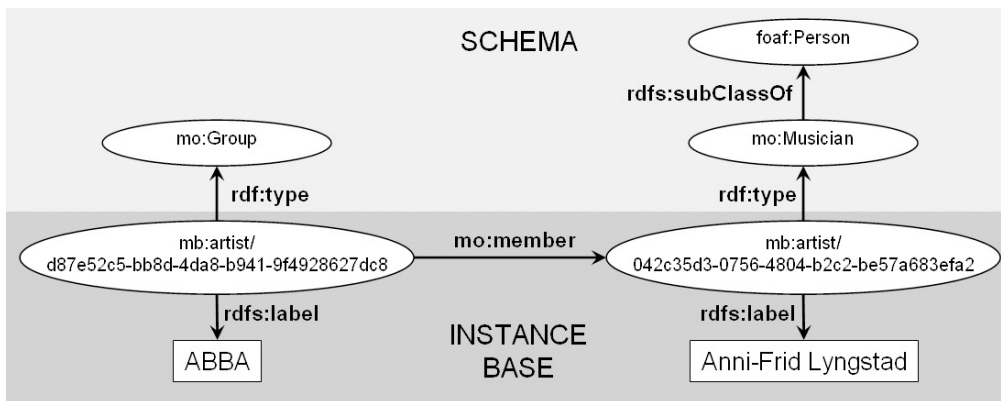 SCHEMA
foaf:Person
rdfs:subClassOf
mo:Group
mo:Musician
rdf:type
rdf:type
mb:artist/
d87e52c5-bb8d-4da8-b941-9f4928627dc8
mo:member
mb:artist/
042c35d3-0756-4804-b2c2-be57a683efa2
rdfs:label
rdfs:label
INSTANCE
BASE
ABBA
Anni-Frid Lyngstad